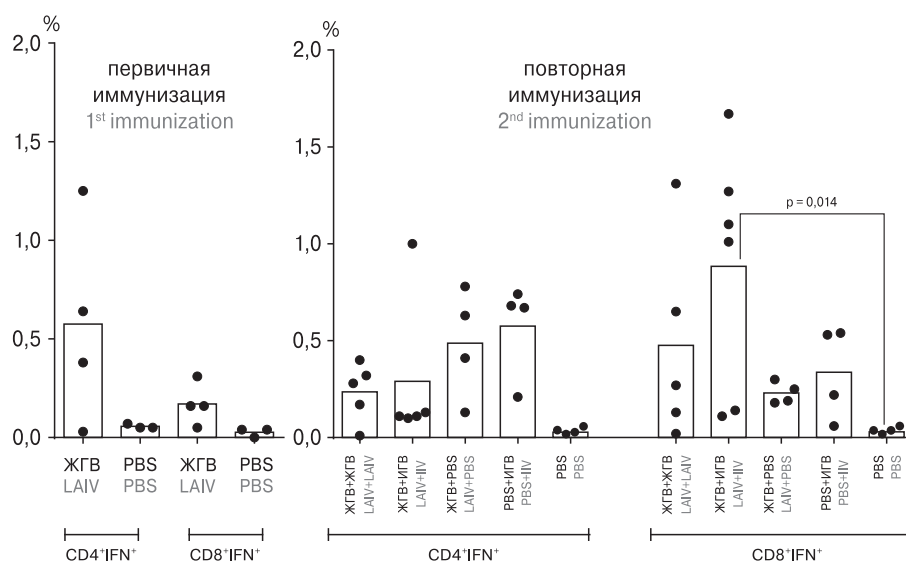 %
2,0
1,5
1,0
0,5
0,0
первичная
иммунизация
1st immunization
ЖГВ
LAIV
PBS
PBS
ЖГВ
LAIV
PBS
PBS
CD4+IFN+
CD8+IFN+
%
2,0
1,5
1,0
0,5
0,0
повторная
иммунизация
2nd immunization
p = 0,014
ЖГВ+ЖГВ
LAIV+LAIV
ЖГВ+ИГВ
LAIV+IIV
ЖГВ+PBS
LAIV+PBS
PBS+ИГВ
PBS+IIV
PBS
PBS
ЖГВ+ЖГВ
LAIV+LAIV
ЖГВ+ИГВ
LAIV+IIV
ЖГВ+PBS
LAIV+PBS
PBS+ИГВ
PBS+IIV
PBS
PBS
CD4+IFN+
CD8+IFN+